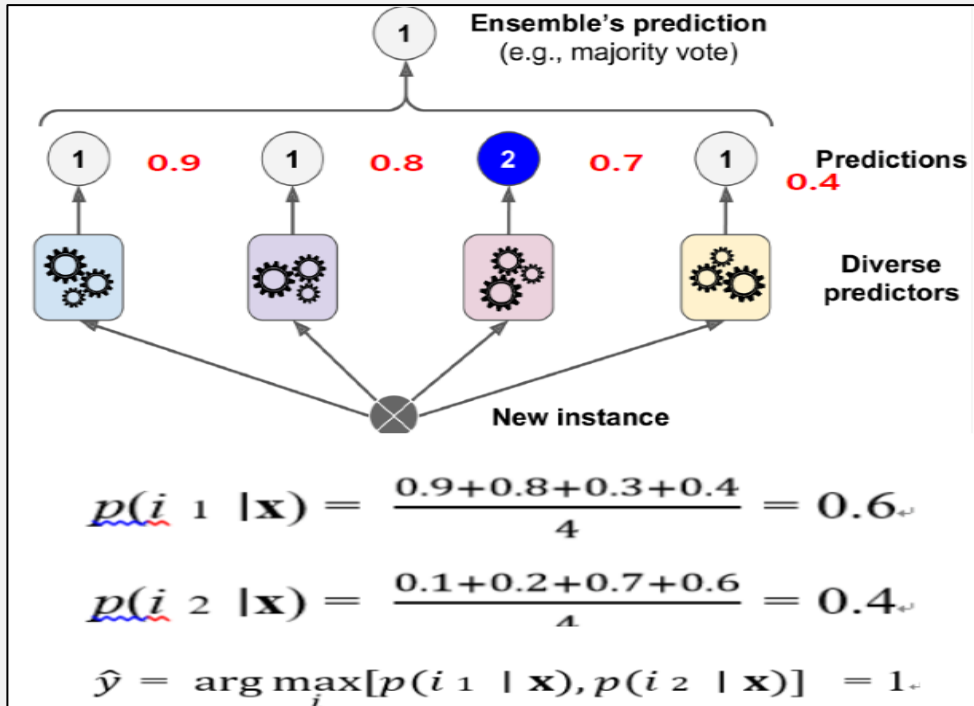 1 Ensemble's prediction
(e.g., majority vote)
1 0.9 1 0.8 2 0.7 1 Predictions
0.4
Diverse
predictors
New instance
p(i 1 |x) = 0.9+0.8+0.3+0.4 / 4 = 0.6
p(i 2 |x) = 0.1+0.2+0.7+0.6 / 4 = 0.4
ŷ = arg max i [p(i 1 | x), p(i 2 | x)] = 1